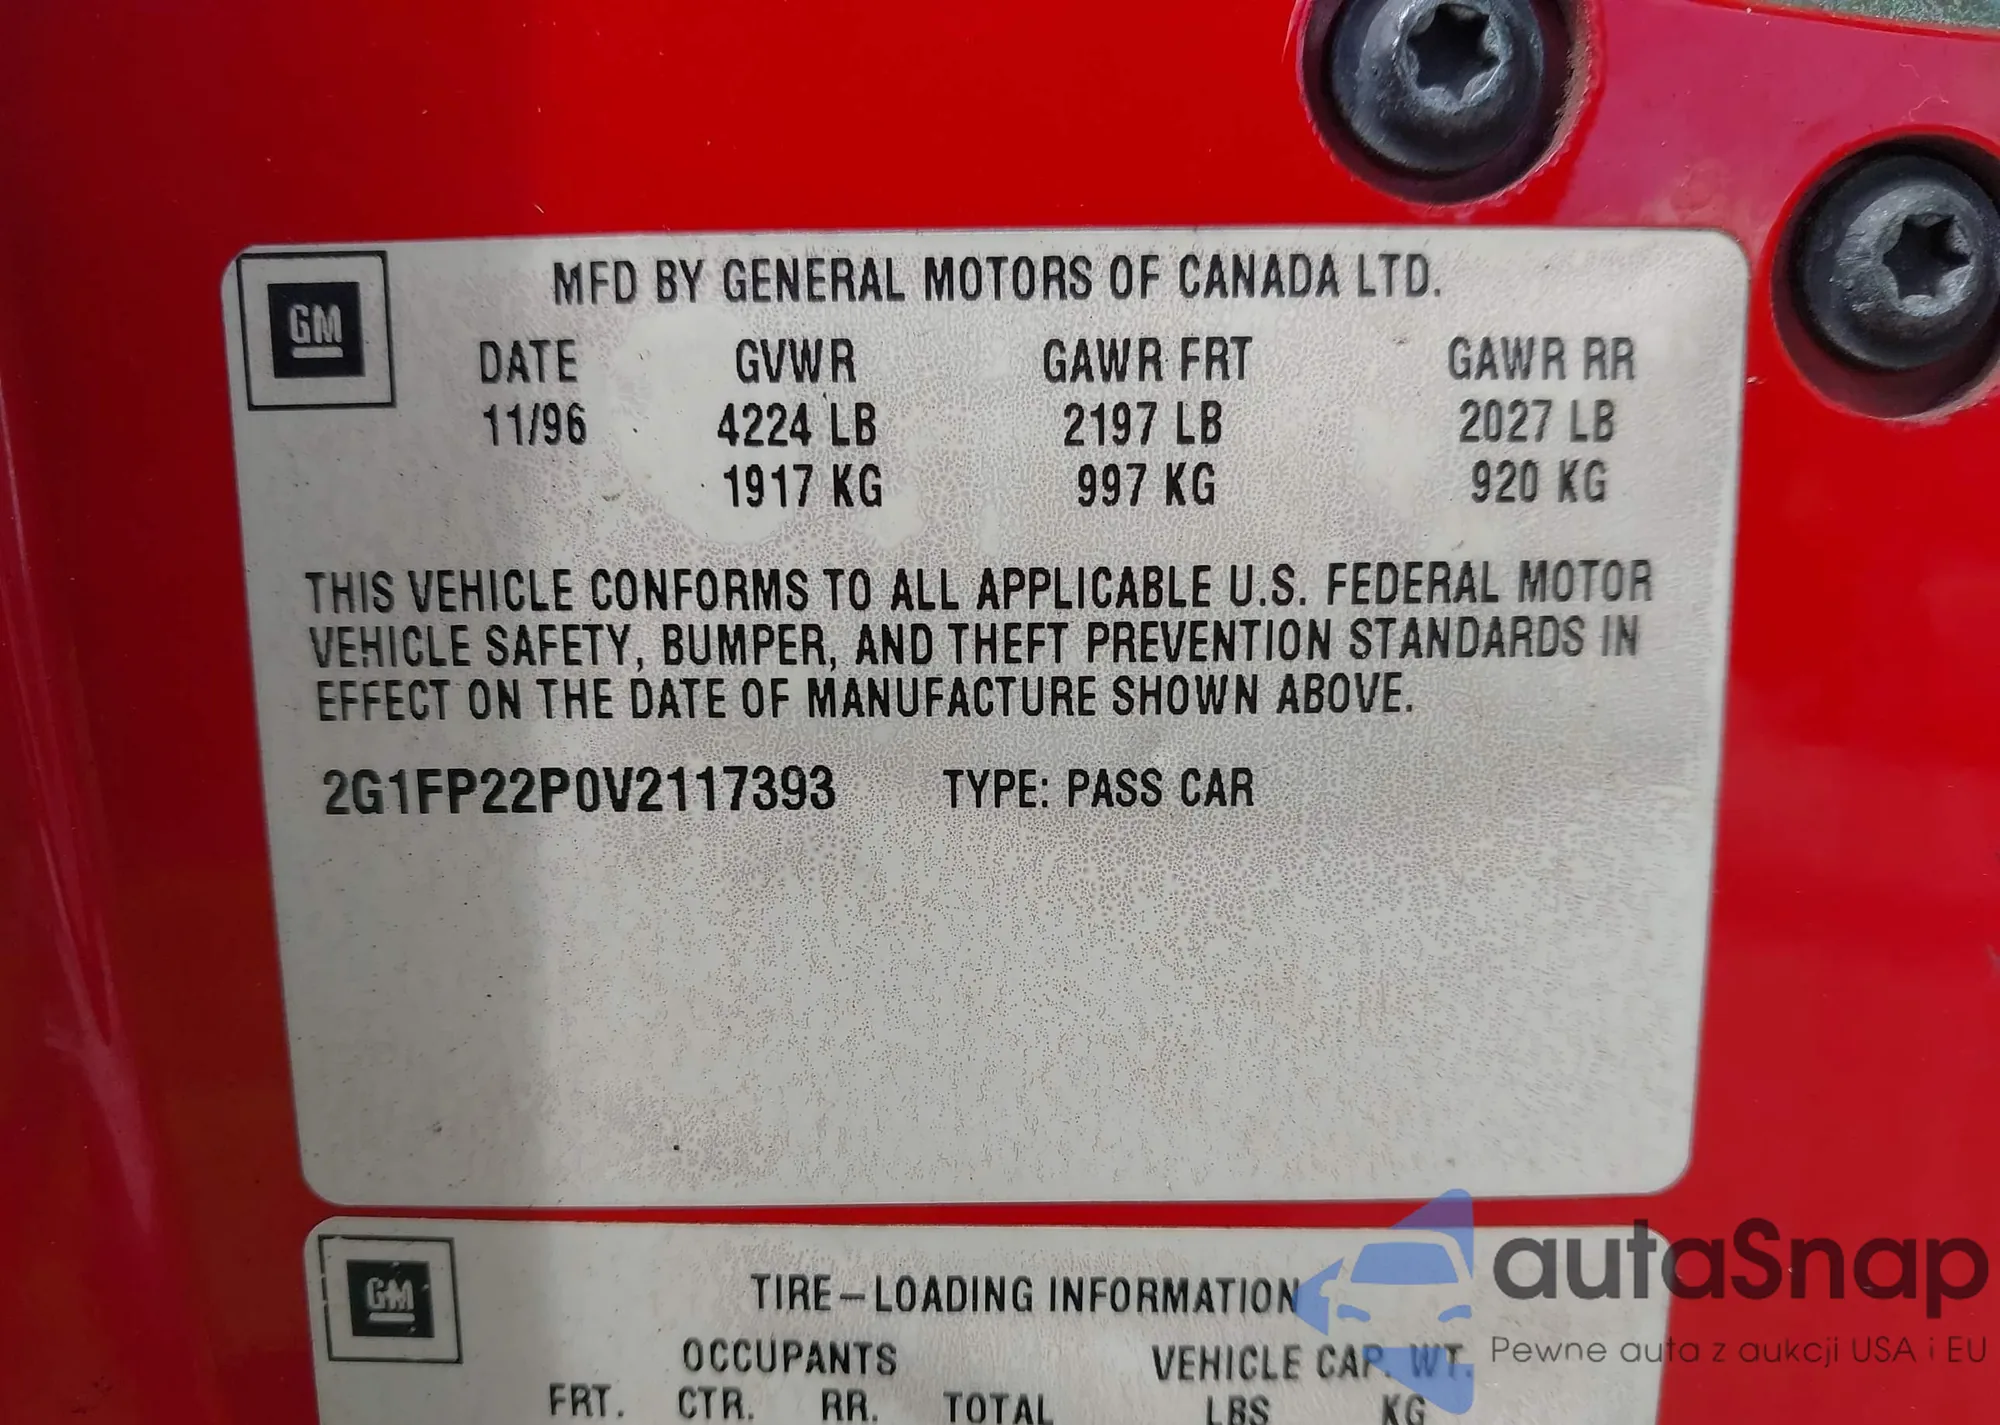 GM
MFD BY GENERAL MOTORS OF CANADA LTD.
DATE GVWR GAWR FRT GAWR RR
11/96 4224 LB 2197 LB 2027 LB
1917 KG 997 KG 920 KG
THIS VEHICLE CONFORMS TO ALL APPLICABLE U.S. FEDERAL MOTOR
VEHICLE SAFETY, BUMPER, AND THEFT PREVENTION STANDARDS IN
EFFECT ON THE DATE OF MANUFACTURE SHOWN ABOVE.
2G1FP22P0V2117393 TYPE: PASS CAR
GM
TIRE-LOADING INFORMATION
OCCUPANTS VEHICLE CAP. WT.
FRT. CTR. RR. TOTAL LBS KG
autaSnap
Pewne auta z aukcji USA i EU